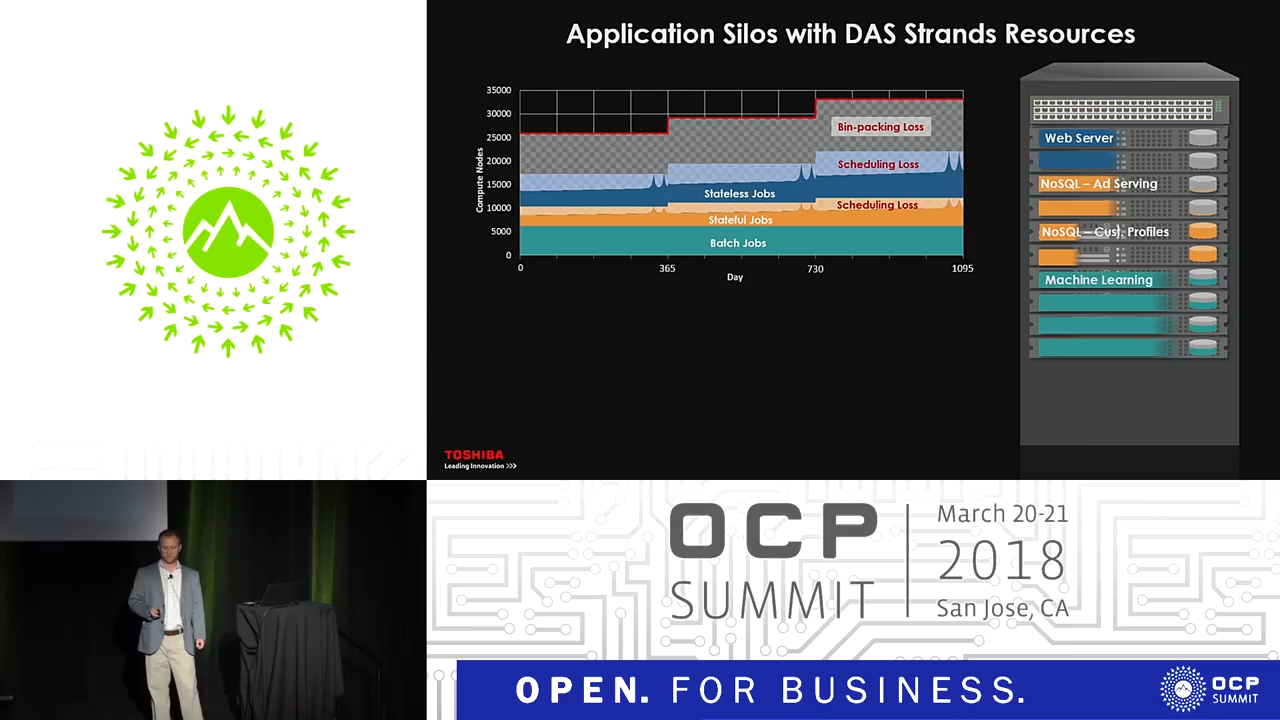 Application Silos with DAS Strands Resources
35000
30000
25000
20000
15000
10000
5000
0
Compute Nodes
Bin-packing Loss
Scheduling Loss
Stateless Jobs
Scheduling Loss
Stateful Jobs
Batch Jobs
0
365
730
1095
Day
Web Server
NoSQL – Ad Serving
NoSQL – Cust. Profiles
Machine Learning
TOSHIBA
Leading Innovation >>>
OCP
SUMMIT
March 20-21
2018
San Jose, CA
OPEN. FOR BUSINESS.
OCP
SUMMIT